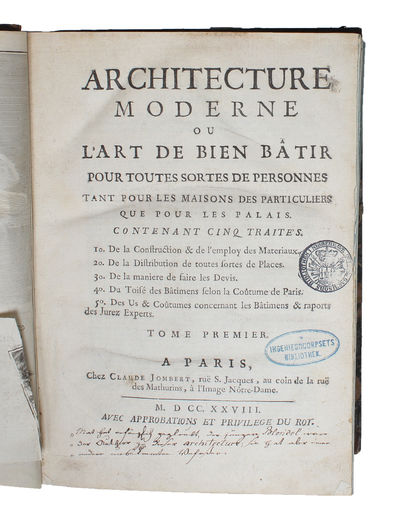 ARCHITECTURE
MODERNE
OU
L'ART DE BIEN BÂTIR
POUR TOUTES SORTES DE PERSONNES
TANT POUR LES MAISONS DES PARTICULIERS
QUE POUR LES PALAIS.
CONTENANT CINQ TRAITE'S.
1o. De la Construction & de l'employ des Materiaux.
2o. De la Distribution de toutes sortes de Places.
3o. De la maniere de faire les Devis.
4o. Du Toisé des Bâtimens selon la Coûtume de Paris.
5o. Des Us & Coûtumes concernant les Bâtimens & raports
des Jurez Experts.
TOME PREMIER.
INGENIEURCORPSETS
BIBLIOTHEK.
A PARIS,
Chez CLAUDE JOMBERT, ruë S. Jacques, au coin de la ruë
des Mathurins, à l'Image Nôtre-Dame.
M. DCC. XXVIII.
AVEC APPROBATIONS ET PRIVILEGE DU ROY.
Blondel
Architecture